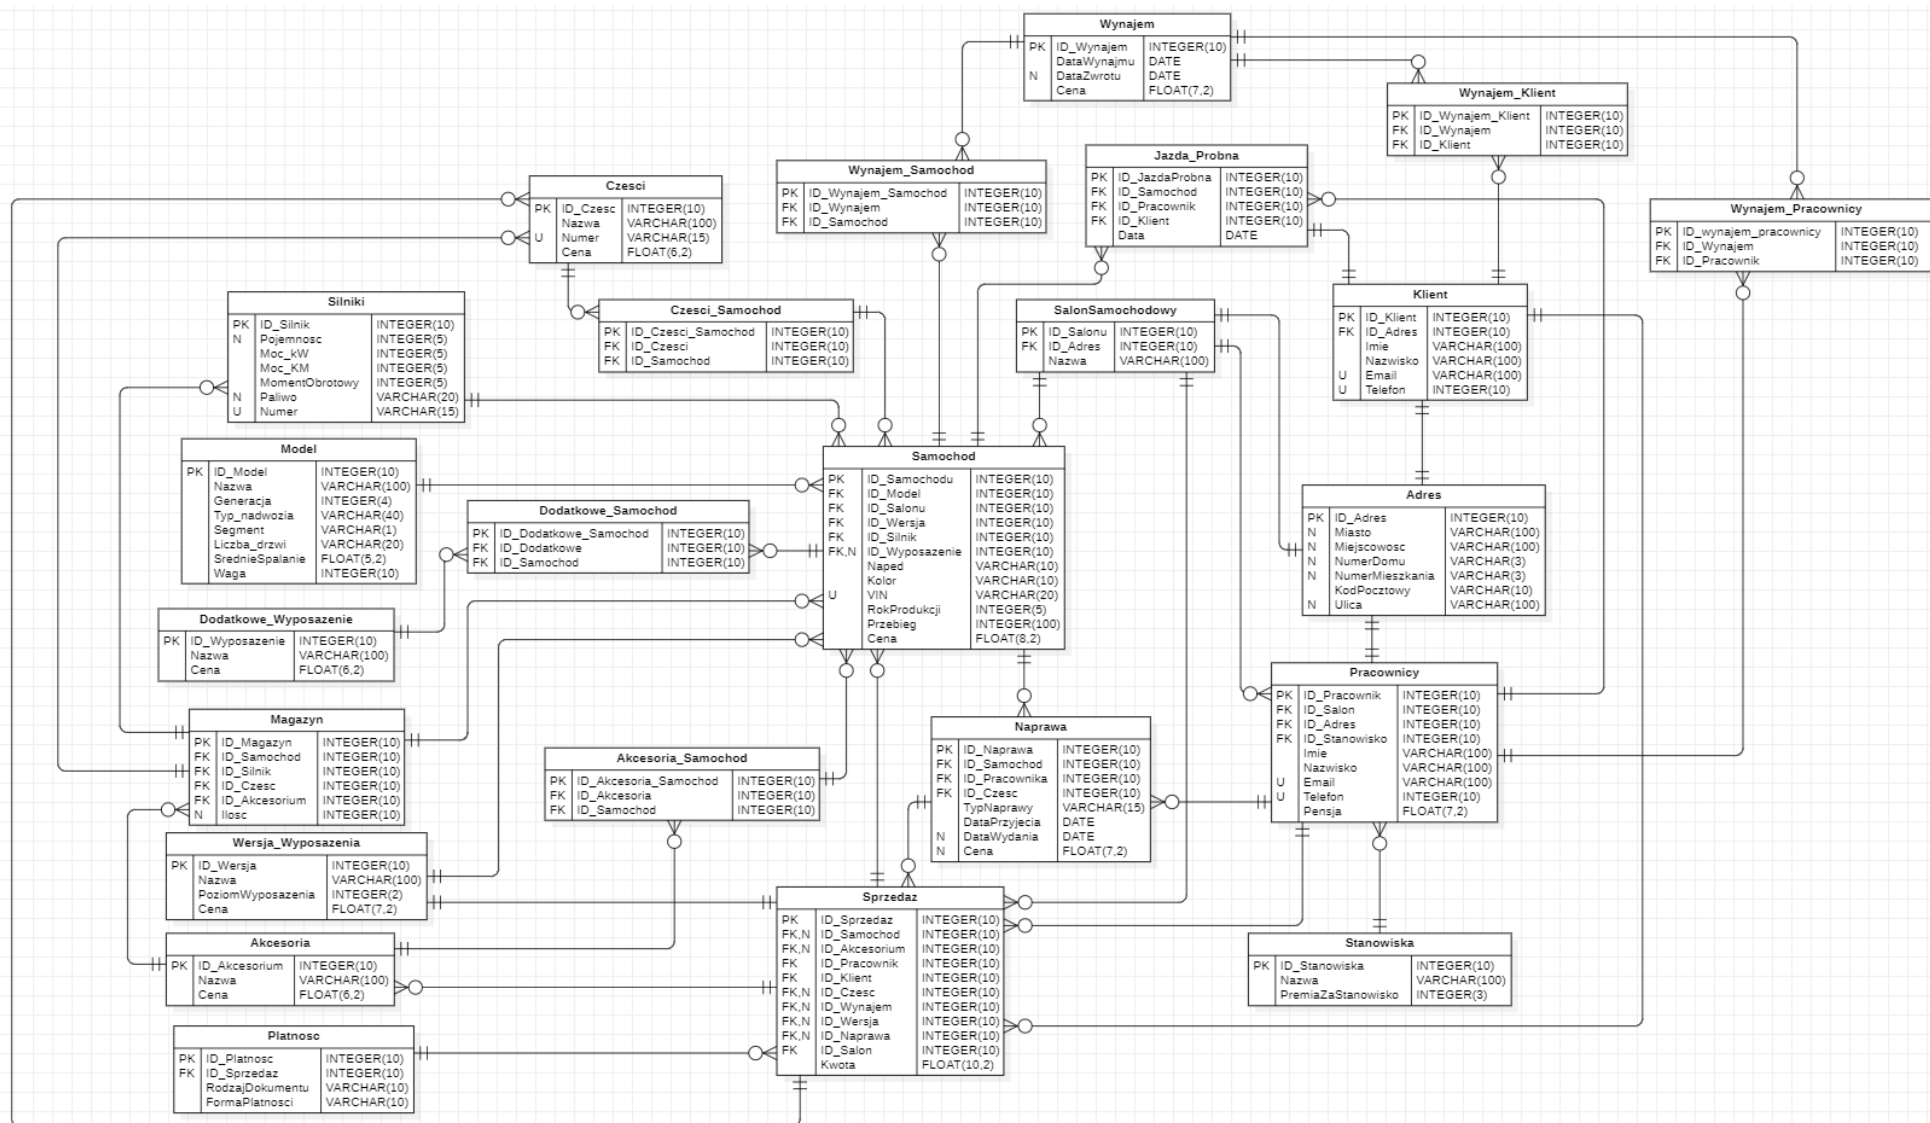 Wynajem
PK ID_Wynajem INTEGER(10)
DataWynajmu DATE
N DataZwrotu DATE
Cena FLOAT(7,2)
Wynajem_Klient
PK ID_Wynajem_Klient INTEGER(10)
FK ID_Wynajem INTEGER(10)
FK ID_Klient INTEGER(10)
Jazda_Probna
PK ID_JazdaProbna INTEGER(10)
FK ID_Samochod INTEGER(10)
FK ID_Pracownik INTEGER(10)
FK ID_Klient INTEGER(10)
Data DATE
Wynajem_Samochod
PK ID_Wynajem_Samochod INTEGER(10)
FK ID_Wynajem INTEGER(10)
FK ID_Samochod INTEGER(10)
Czesci
PK ID_Czesc INTEGER(10)
Nazwa VARCHAR(100)
U Numer VARCHAR(15)
Cena FLOAT(6,2)
Wynajem_Pracownicy
PK ID_wynajem_pracownicy INTEGER(10)
FK ID_Wynajem INTEGER(10)
FK ID_Pracownik INTEGER(10)
Silniki
PK ID_Silnik INTEGER(10)
N Pojemnosc INTEGER(5)
Moc_kW INTEGER(5)
Moc_KM INTEGER(5)
MomentObrotowy INTEGER(5)
N Paliwo VARCHAR(20)
U Numer VARCHAR(15)
Czesci_Samochod
PK ID_Czesci_Samochod INTEGER(10)
FK ID_Czesci INTEGER(10)
FK ID_Samochod INTEGER(10)
SalonSamochodowy
PK ID_Salonu INTEGER(10)
FK ID_Adres INTEGER(10)
Nazwa VARCHAR(100)
Klient
PK ID_Klient INTEGER(10)
FK ID_Adres INTEGER(10)
Imie VARCHAR(100)
Nazwisko VARCHAR(100)
U Email VARCHAR(100)
U Telefon INTEGER(10)
Model
PK ID_Model INTEGER(10)
Nazwa VARCHAR(100)
Generacja INTEGER(4)
Typ_nadwozia VARCHAR(40)
Segment VARCHAR(1)
Liczba_drzwi VARCHAR(20)
SrednieSpalanie FLOAT(5,2)
Waga INTEGER(10)
Samochod
PK ID_Samochodu INTEGER(10)
FK ID_Model INTEGER(10)
FK ID_Salonu INTEGER(10)
FK ID_Wersja INTEGER(10)
FK ID_Silnik INTEGER(10)
FK,N ID_Wyposazenie INTEGER(10)
Naped VARCHAR(10)
Kolor VARCHAR(10)
U VIN VARCHAR(20)
RokProdukcji INTEGER(5)
Przebieg INTEGER(100)
Cena FLOAT(8,2)
Dodatkowe_Samochod
PK ID_Dodatkowe_Samochod INTEGER(10)
FK ID_Dodatkowe INTEGER(10)
FK ID_Samochod INTEGER(10)
Adres
PK ID_Adres INTEGER(10)
N Miasto VARCHAR(100)
N Miejscowosc VARCHAR(100)
N NumerDomu VARCHAR(3)
N NumerMieszkania VARCHAR(3)
KodPocztowy VARCHAR(10)
N Ulica VARCHAR(100)
Dodatkowe_Wyposazenie
PK ID_Wyposazenie INTEGER(10)
Nazwa VARCHAR(100)
Cena FLOAT(6,2)
Pracownicy
PK ID_Pracownik INTEGER(10)
FK ID_Salon INTEGER(10)
FK ID_Adres INTEGER(10)
FK ID_Stanowisko INTEGER(10)
Imie VARCHAR(100)
Nazwisko VARCHAR(100)
U Email VARCHAR(100)
U Telefon INTEGER(10)
Pensja FLOAT(7,2)
Magazyn
PK ID_Magazyn INTEGER(10)
FK ID_Samochod INTEGER(10)
FK ID_Silnik INTEGER(10)
FK ID_Czesc INTEGER(10)
FK ID_Akcesorium INTEGER(10)
N Ilosc INTEGER(10)
Naprawa
PK ID_Naprawa INTEGER(10)
FK ID_Samochod INTEGER(10)
FK ID_Pracownika INTEGER(10)
FK ID_Czesc INTEGER(10)
TypNaprawy VARCHAR(15)
DataPrzyjecia DATE
N DataWydania DATE
N Cena FLOAT(7,2)
Akcesoria_Samochod
PK ID_Akcesoria_Samochod INTEGER(10)
FK ID_Akcesoria INTEGER(10)
FK ID_Samochod INTEGER(10)
Wersja_Wyposazenia
PK ID_Wersja INTEGER(10)
Nazwa VARCHAR(100)
PoziomWyposazenia INTEGER(2)
Cena FLOAT(7,2)
Sprzedaz
PK ID_Sprzedaz INTEGER(10)
FK,N ID_Samochod INTEGER(10)
FK,N ID_Akcesorium INTEGER(10)
FK ID_Pracownik INTEGER(10)
FK ID_Klient INTEGER(10)
FK,N ID_Czesc INTEGER(10)
FK,N ID_Wynajem INTEGER(10)
FK,N ID_Wersja INTEGER(10)
FK,N ID_Naprawa INTEGER(10)
FK ID_Salon INTEGER(10)
Kwota FLOAT(10,2)
Akcesoria
PK ID_Akcesorium INTEGER(10)
Nazwa VARCHAR(100)
Cena FLOAT(6,2)
Stanowiska
PK ID_Stanowiska INTEGER(10)
Nazwa VARCHAR(100)
PremiaZaStanowisko INTEGER(3)
Platnosc
PK ID_Platnosc INTEGER(10)
FK ID_Sprzedaz INTEGER(10)
RodzajDokumentu VARCHAR(10)
FormaPlatnosci VARCHAR(10)